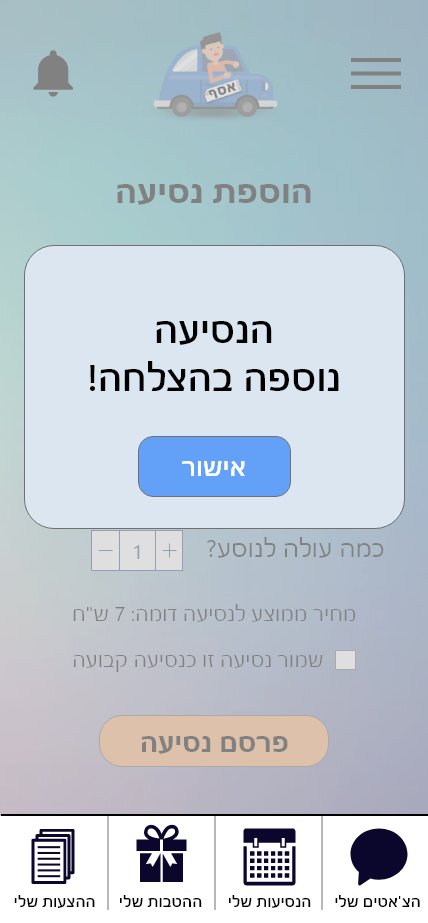 אסף
הוספת נסיעה
הנסיעה
נוספה בהצלחה!
אישור
כמה עולה לנוסע?
1
מחיר ממוצע לנסיעה דומה: 7 ש"ח
שמור נסיעה זו כנסיעה קבועה
פרסם נסיעה
הצ'אטים שלי
הנסיעות שלי
ההטבות שלי
ההצעות שלי